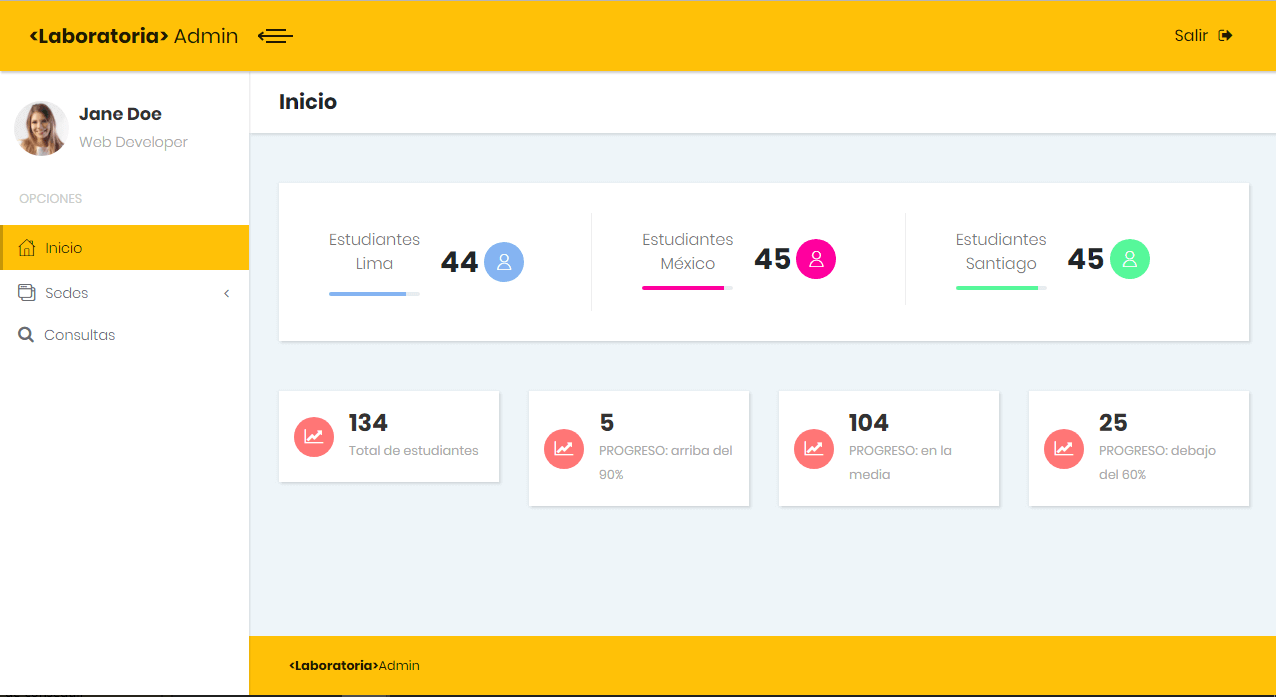 <Laboratoria> Admin
Salir
Jane Doe
Web Developer
OPCIONES
Inicio
Sedes
Consultas
Inicio
Estudiantes
Lima
44
Estudiantes
México
45
Estudiantes
Santiago
45
134
Total de estudiantes
5
PROGRESO: arriba del
90%
104
PROGRESO: en la
media
25
PROGRESO: debajo
del 60%
<Laboratoria>Admin